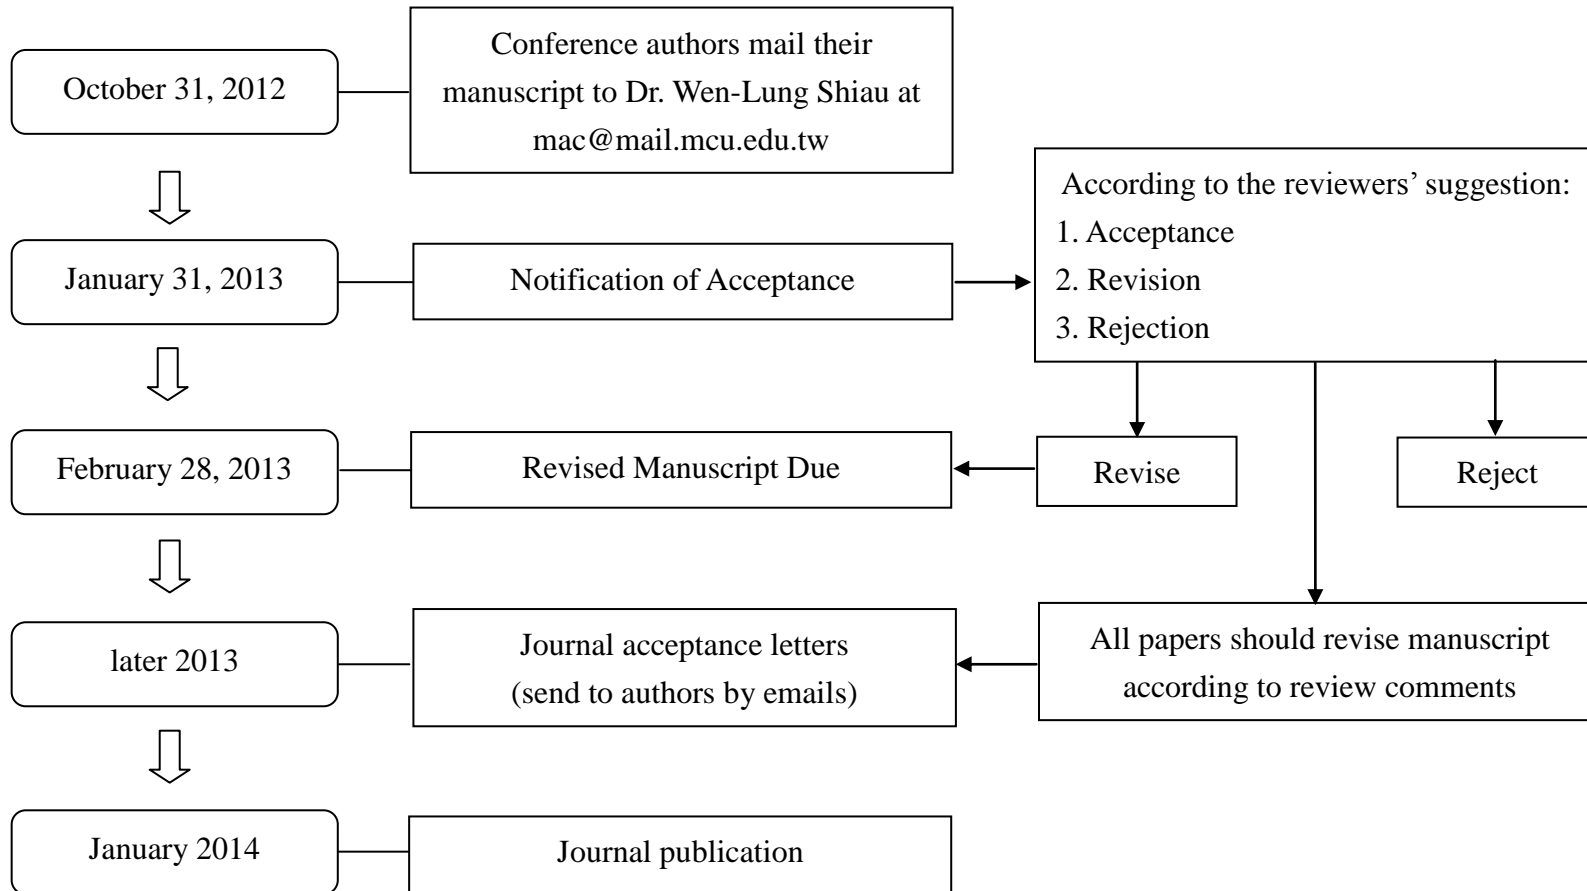 October 31, 2012
Conference authors mail their
manuscript to Dr. Wen-Lung Shiau at
mac@mail.mcu.edu.tw
January 31, 2013
Notification of Acceptance
According to the reviewers’ suggestion:
1. Acceptance
2. Revision
3. Rejection
February 28, 2013
Revised Manuscript Due
Revise
Reject
later 2013
Journal acceptance letters
(send to authors by emails)
All papers should revise manuscript
according to review comments
January 2014
Journal publication